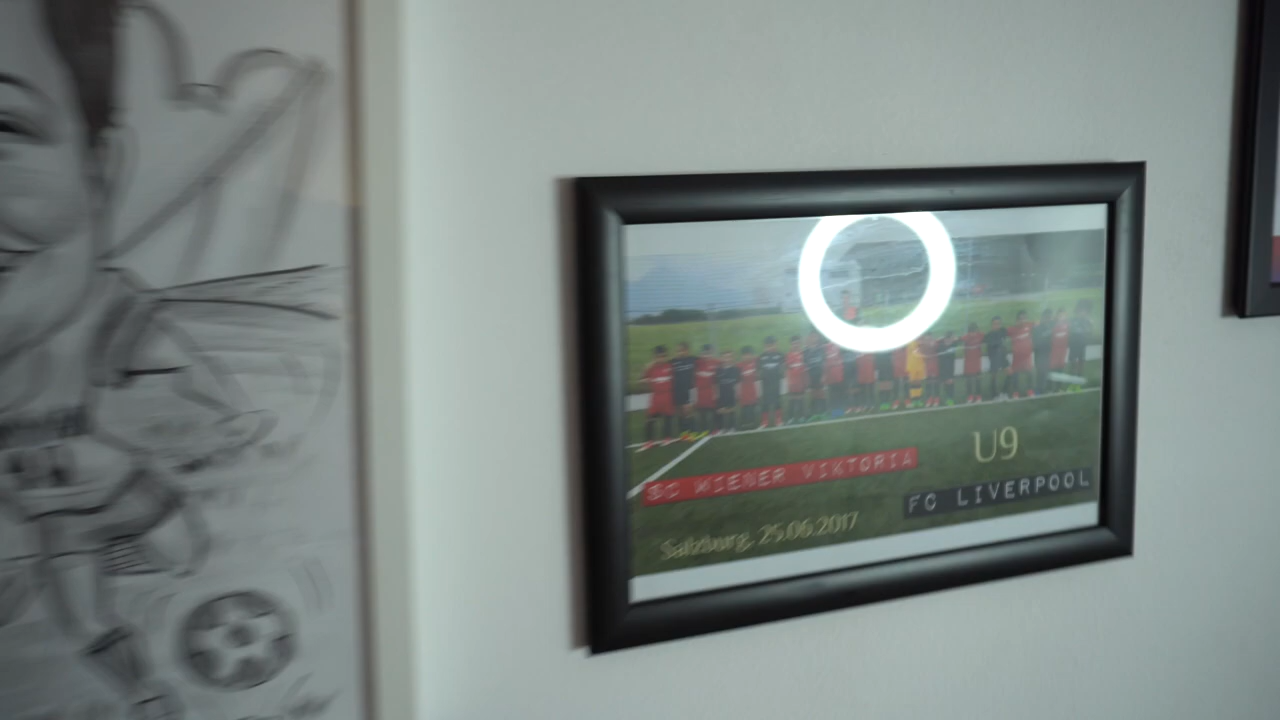 U9
SC WIENER VIKTORIA
FC LIVERPOOL
Salzburg, 25.06.2017